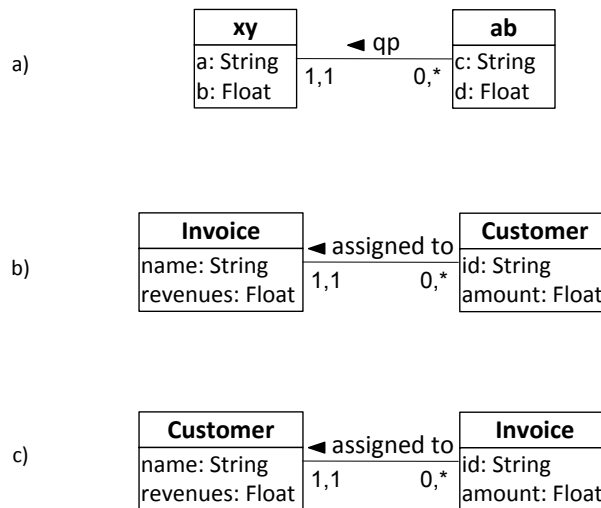 a)
xy
a: String
b: Float
◄ qp
1,1
0,*
ab
c: String
d: Float
b)
Invoice
name: String
revenues: Float
◄ assigned to
1,1
0,*
Customer
id: String
amount: Float
c)
Customer
name: String
revenues: Float
◄ assigned to
1,1
0,*
Invoice
id: String
amount: Float